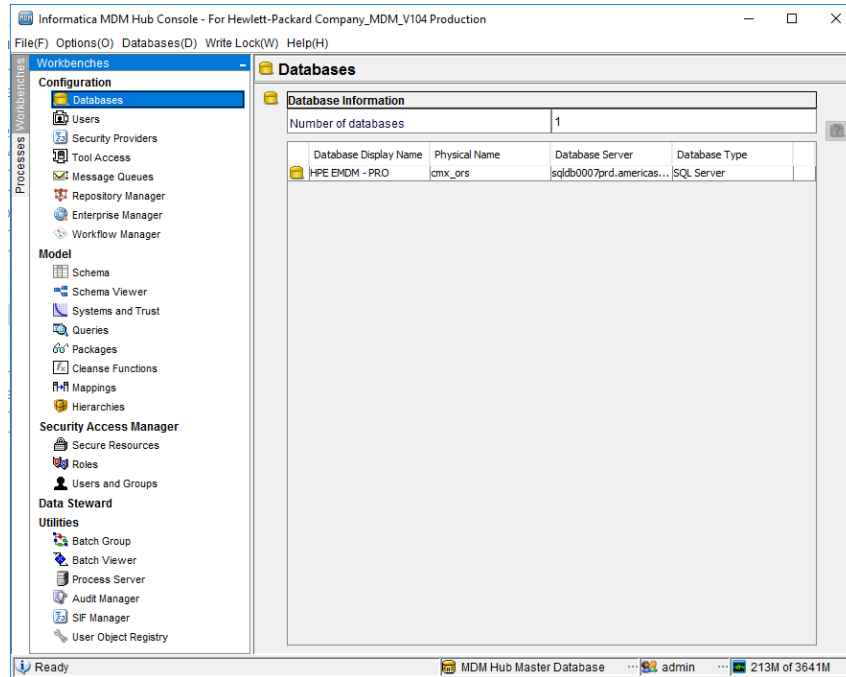 Informatica MDM Hub Console - For Hewlett-Packard Company_MDM_V104 Production
File(F) Options(O) Databases(D) Write Lock(W) Help(H)
Workbenches
Processes
Workbenches
Configuration
Databases
Users
Security Providers
Tool Access
Message Queues
Repository Manager
Enterprise Manager
Workflow Manager
Model
Schema
Schema Viewer
Systems and Trust
Queries
Packages
Cleanse Functions
Mappings
Hierarchies
Security Access Manager
Secure Resources
Roles
Users and Groups
Data Steward
Utilities
Batch Group
Batch Viewer
Process Server
Audit Manager
SIF Manager
User Object Registry
Databases
Database Information
Number of databases 1
Database Display Name Physical Name Database Server Database Type
HPE EMDM - PRO cmx_ors sqldb0007prd.americas... SQL Server
Ready MDM Hub Master Database ... admin ... 213M of 3641M